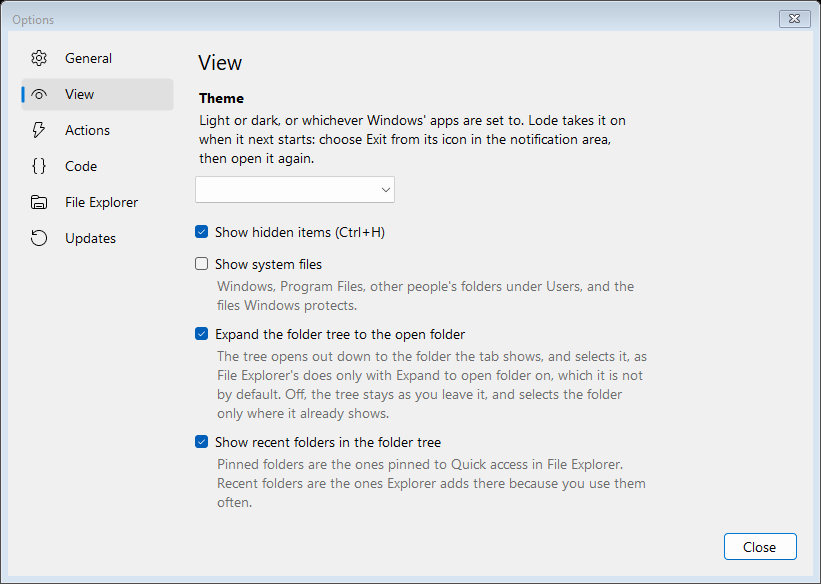 Options
General
View
Actions
Code
File Explorer
Updates
View
Theme
Light or dark, or whichever Windows' apps are set to. Lode takes it on
when it next starts: choose Exit from its icon in the notification area,
then open it again.
Show hidden items (Ctrl+H)
Show system files
Windows, Program Files, other people's folders under Users, and the
files Windows protects.
Expand the folder tree to the open folder
The tree opens out down to the folder the tab shows, and selects it, as
File Explorer's does only with Expand to open folder on, which it is not
by default. Off, the tree stays as you leave it, and selects the folder
only where it already shows.
Show recent folders in the folder tree
Pinned folders are the ones pinned to Quick access in File Explorer.
Recent folders are the ones Explorer adds there because you use them
often.
Close